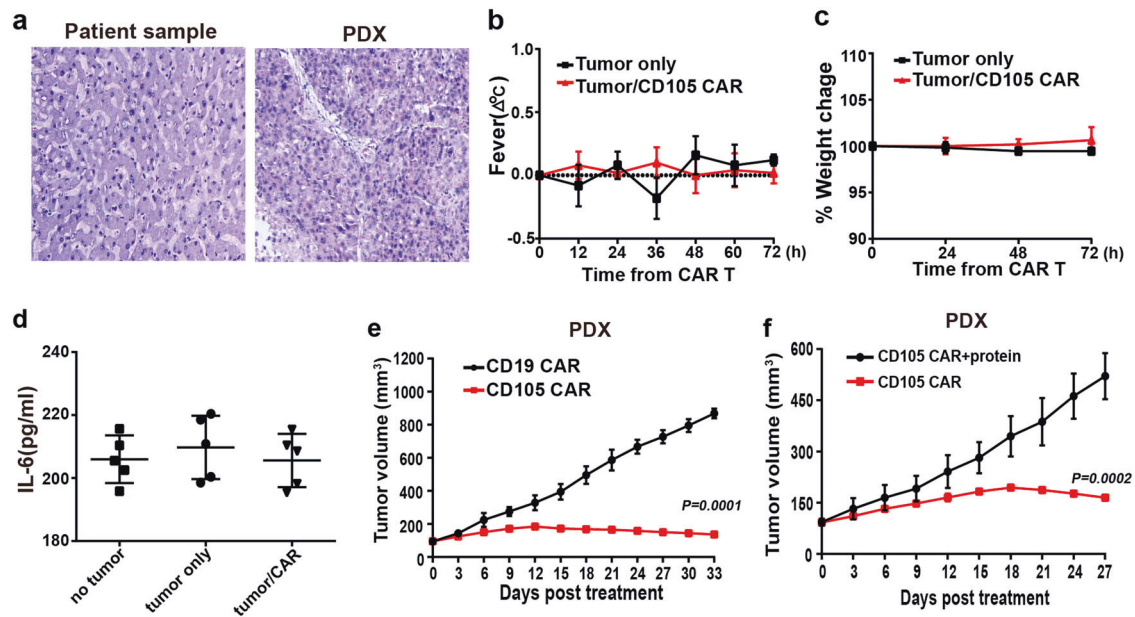 a
Patient sample
PDX
b
Fever(Δ⁰C)
1.0
0.5
0.0
-0.5
Tumor only
Tumor/CD105 CAR
0 12 24 36 48 60 72 (h)
Time from CAR T
c
% Weight chage
110
105
100
95
90
Tumor only
Tumor/CD105 CAR
0 24 48 72 (h)
Time from CAR T
d
IL-6(pg/ml)
240
220
200
180
no tumor
tumor only
tumor/CAR
e
PDX
Tumor volume (mm³)
1200
1000
800
600
400
200
0
CD19 CAR
CD105 CAR
P=0.0001
0 3 6 9 12 15 18 21 24 27 30 33
Days post treatment
f
PDX
Tumor volume (mm³)
600
450
300
150
0
CD105 CAR+protein
CD105 CAR
P=0.0002
0 3 6 9 12 15 18 21 24 27
Days post treatment